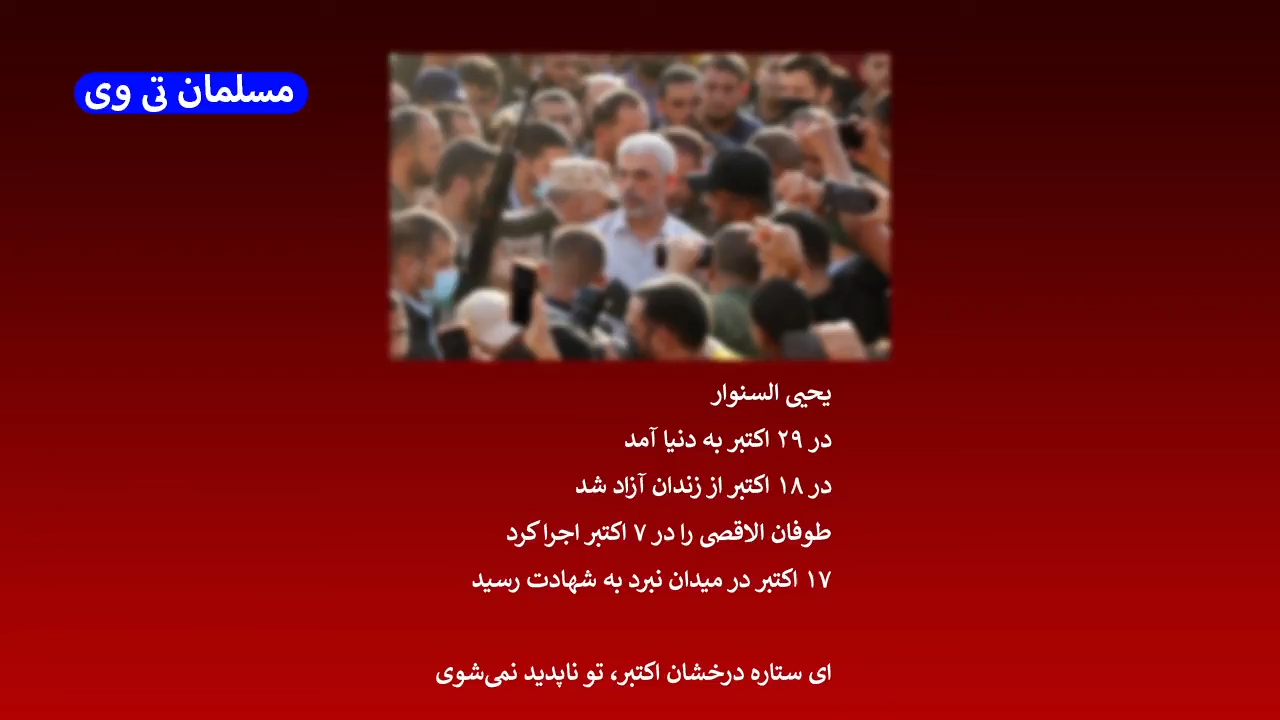 مسلمان تی وی
یحیی السنوار
در ۲۹ اکتبر به دنیا آمد
در ۱۸ اکتبر از زندان آزاد شد
طوفان الاقصی را در ۷ اکتبر اجرا کرد
۱۷ اکتبر در میدان نبرد به شهادت رسید
ای ستاره درخشان اکتبر، تو ناپدید نمی‌شوی